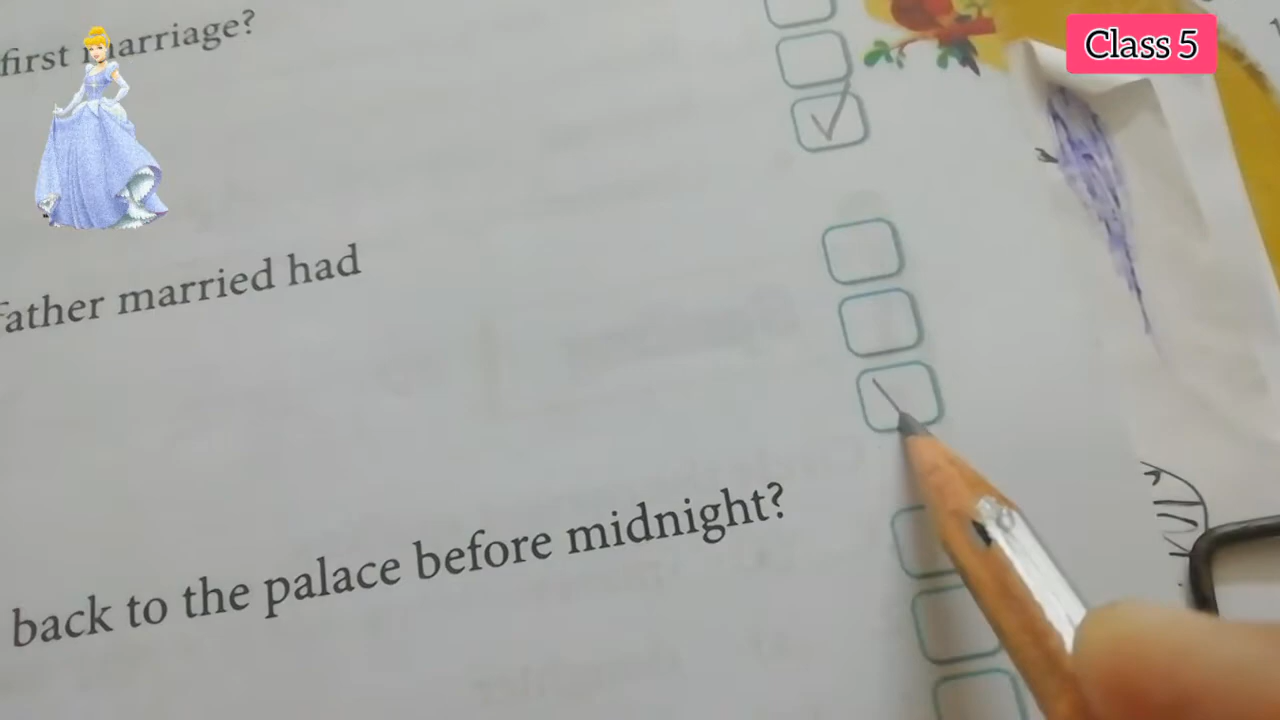 first marriage?
Class 5
father married had
back to the palace before midnight?